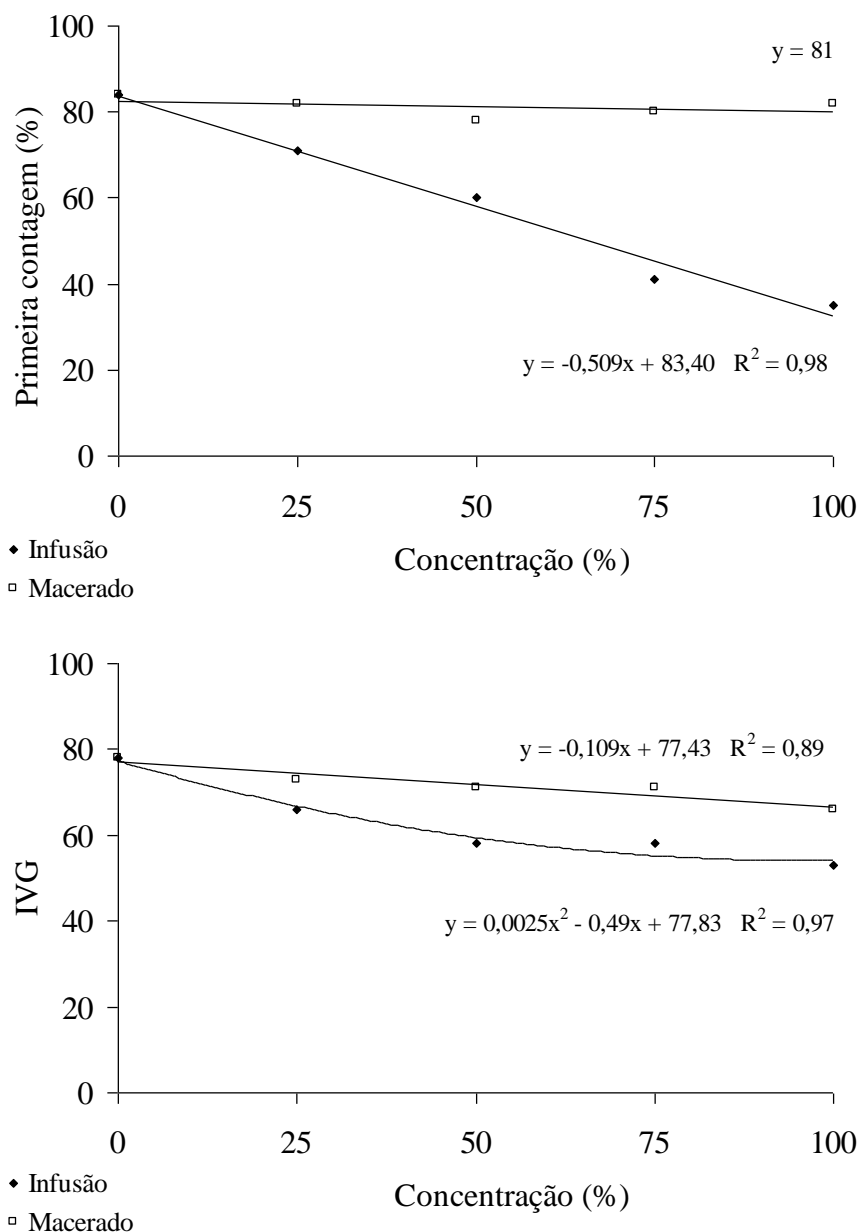 100
y = 81
80
60
40
y = -0,509x + 83,40 R² = 0,98
20
0
Primeira contagem (%)
0 25 50 75 100
Infusão
Concentração (%)
Macerado
100
80
y = -0,109x + 77,43 R² = 0,89
60
40
y = 0,0025x² - 0,49x + 77,83 R² = 0,97
20
0
IVG
0 25 50 75 100
Infusão
Concentração (%)
Macerado